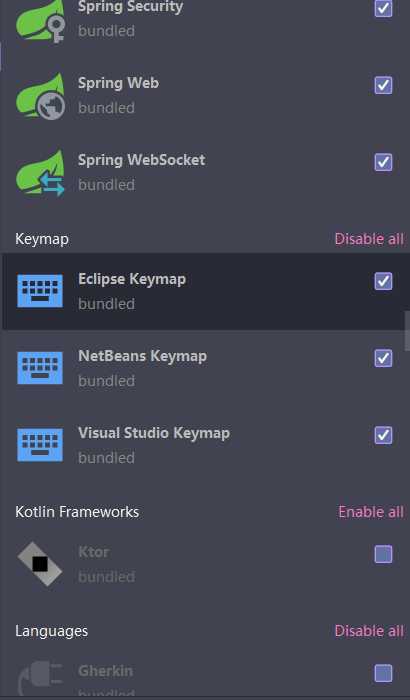 Spring Security
bundled
Spring Web
bundled
Spring WebSocket
bundled
Keymap Disable all
Eclipse Keymap
bundled
NetBeans Keymap
bundled
Visual Studio Keymap
bundled
Kotlin Frameworks Enable all
Ktor
bundled
Languages Disable all
Gherkin
bundled